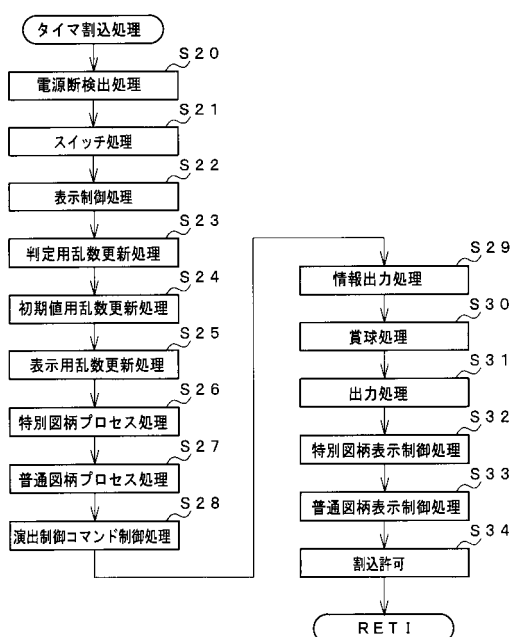 タイマ割込処理
S20
電源断検出処理
S21
スイッチ処理
S22
表示制御処理
S23
判定用乱数更新処理
S24
初期値用乱数更新処理
S25
表示用乱数更新処理
S26
特別図柄プロセス処理
S27
普通図柄プロセス処理
S28
演出制御コマンド制御処理
S29
情報出力処理
S30
賞球処理
S31
出力処理
S32
特別図柄表示制御処理
S33
普通図柄表示制御処理
S34
割込許可
RETI